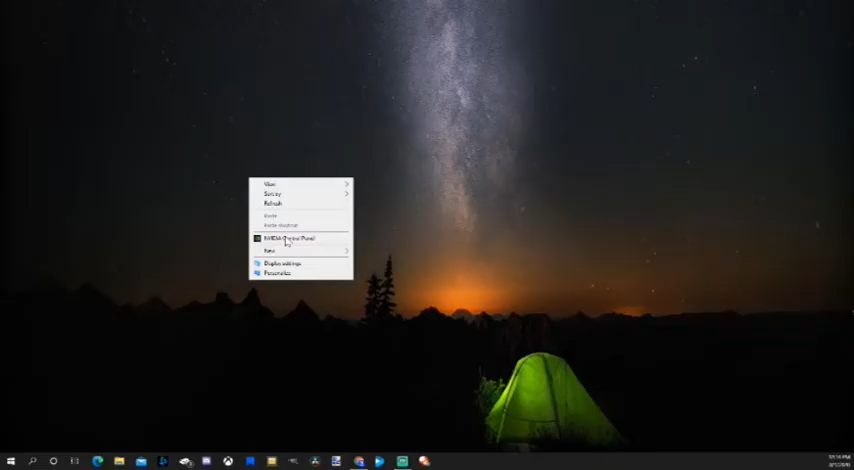 View
Sort by
Refresh
Paste
Paste shortcut
NVIDIA Control Panel
New
Display settings
Personalize